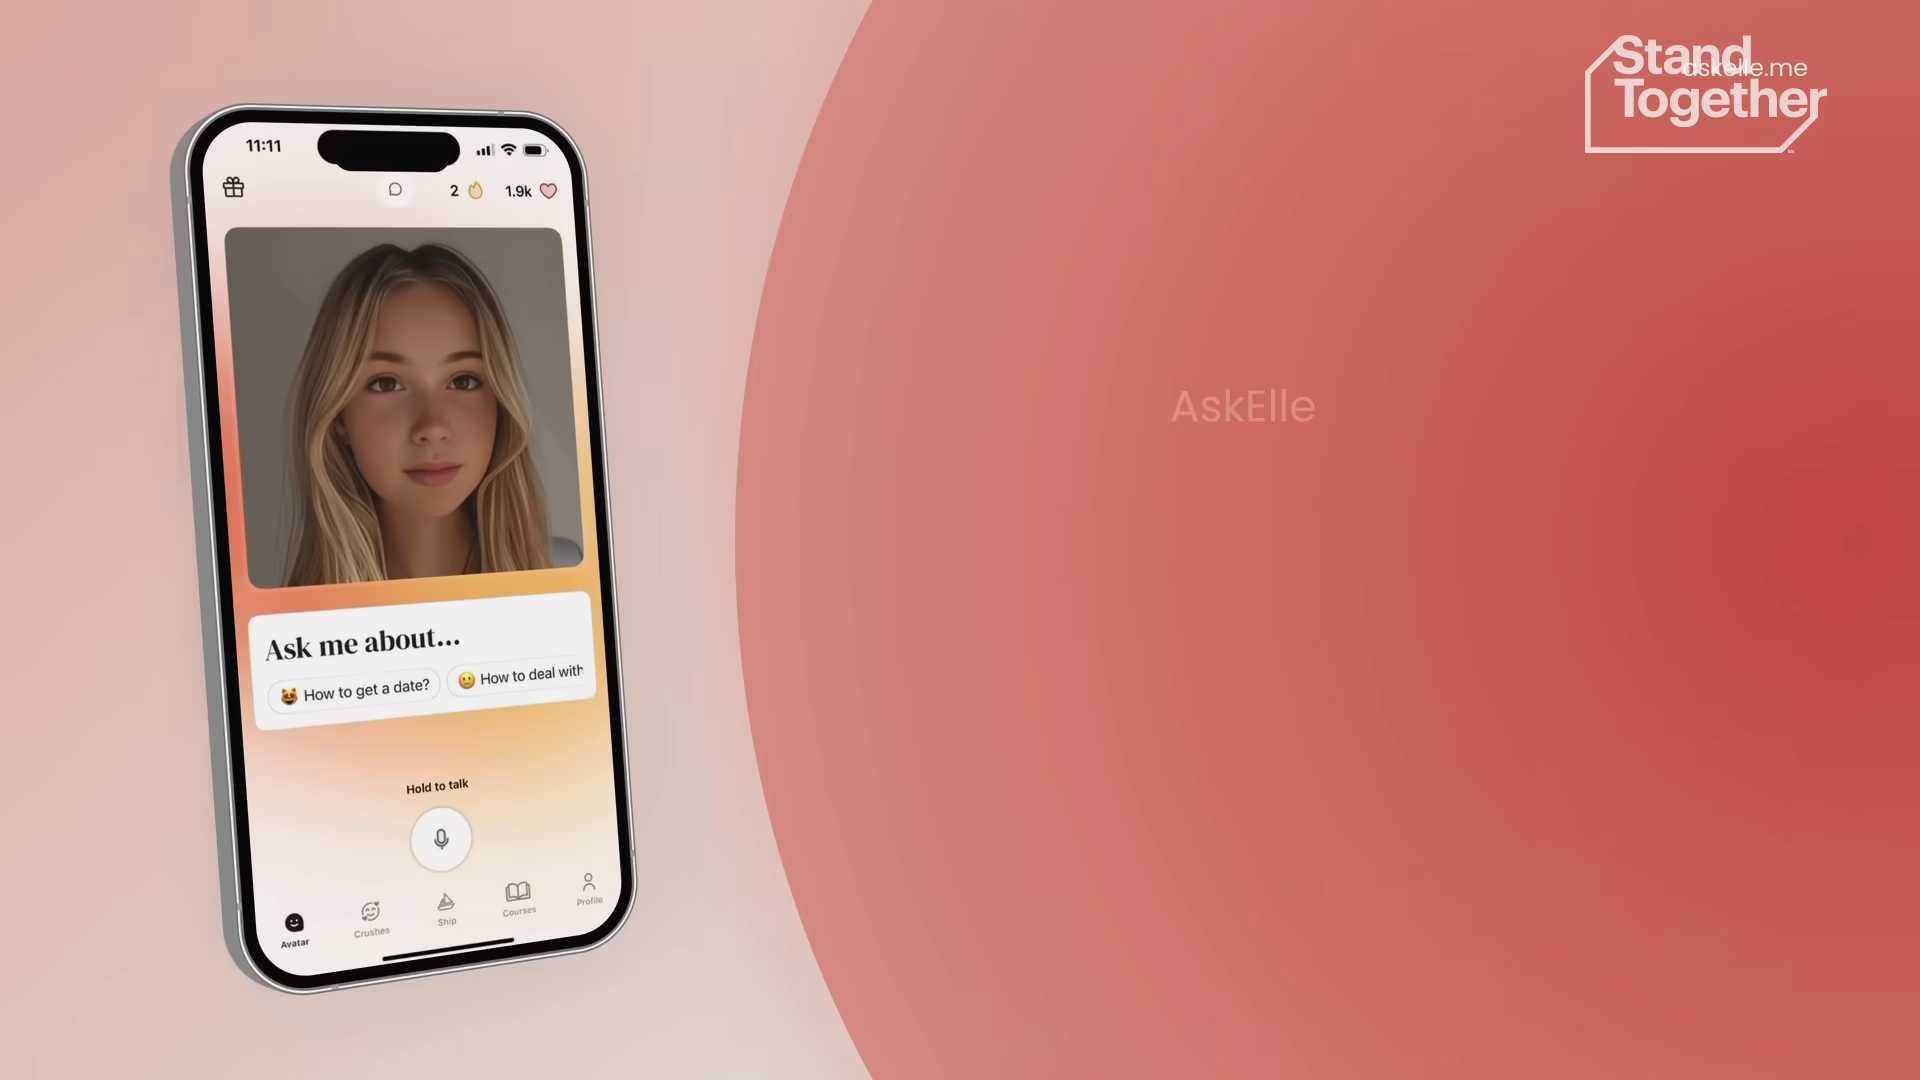 Stand
askelle.me
Together
SM
11:11
2
1.9k
AskElle
Ask me about...
How to get a date?
How to deal with
Hold to talk
Avatar
Crushes
Ship
Courses
Profile